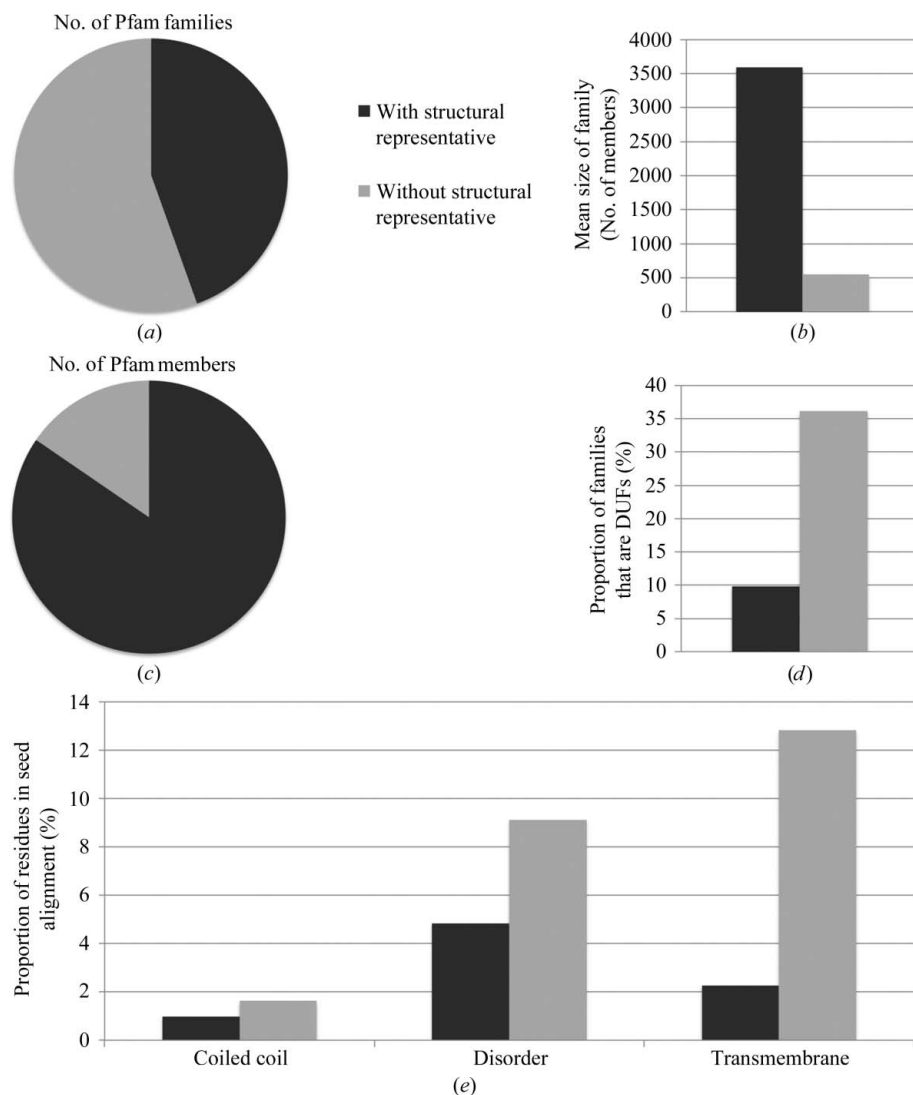 No. of Pfam families
With structural
representative
Without structural
representative
(a)
4000
3500
3000
2500
2000
1500
1000
500
0
Mean size of family
(No. of members)
(b)
No. of Pfam members
(c)
40
35
30
25
20
15
10
5
0
Proportion of families
that are DUFs (%)
(d)
14
12
10
8
6
4
2
0
Proportion of residues in seed
alignment (%)
Coiled coil
Disorder
Transmembrane
(e)